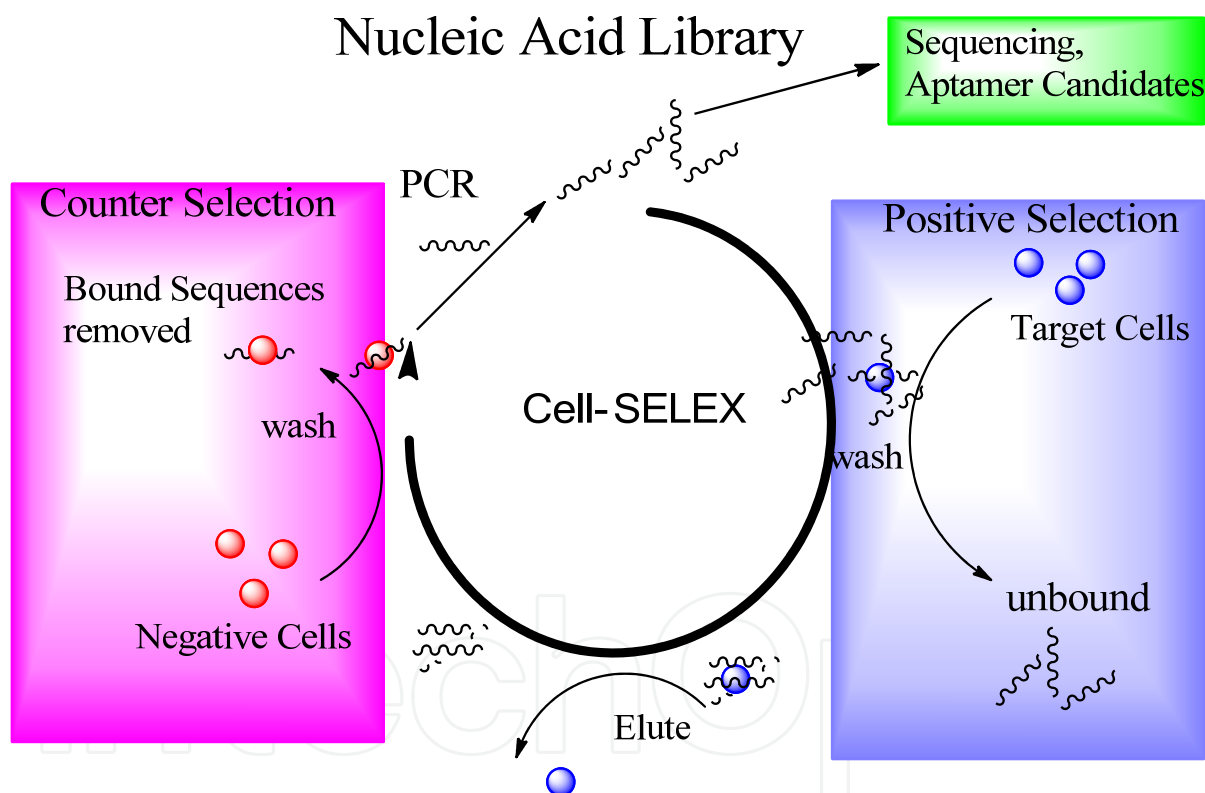 Nucleic Acid Library
Sequencing,
Aptamer Candidates
PCR
Counter Selection
Bound Sequences
removed
wash
Negative Cells
Cell-SELEX
Positive Selection
Target Cells
wash
unbound
Elute